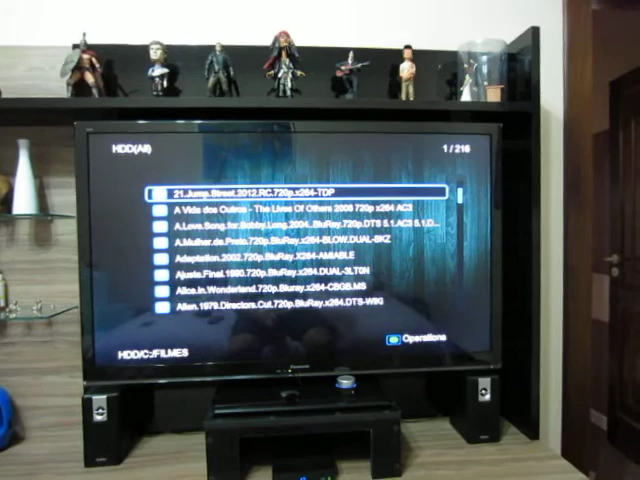 HDD(All)
1 / 216
21.Jump.Street.2012.RC.720p.x264-TDP
A Vida dos Outros - The Lives Of Others 2006 720p x264 AC3
A.Love.Song.for.Bobby.Long.2004..BluRay.720p.DTS 5.1.AC3 5.1.D...
A.Mulher.de.Preto.720p.BluRay.x264-BLOW.DUAL-BKZ
Adaptation.2002.720p.BluRay.X264-AMIABLE
Ajuste.Final.1990.720p.BluRay.x264.DUAL-3LT0N
Alice.in.Wonderland.720p.Bluray.x264-CBGB.MS
Alien.1979.Directors.Cut.720p.BluRay.x264.DTS-WiKi
Operations
HDD/C:/FILMES
Panasonic